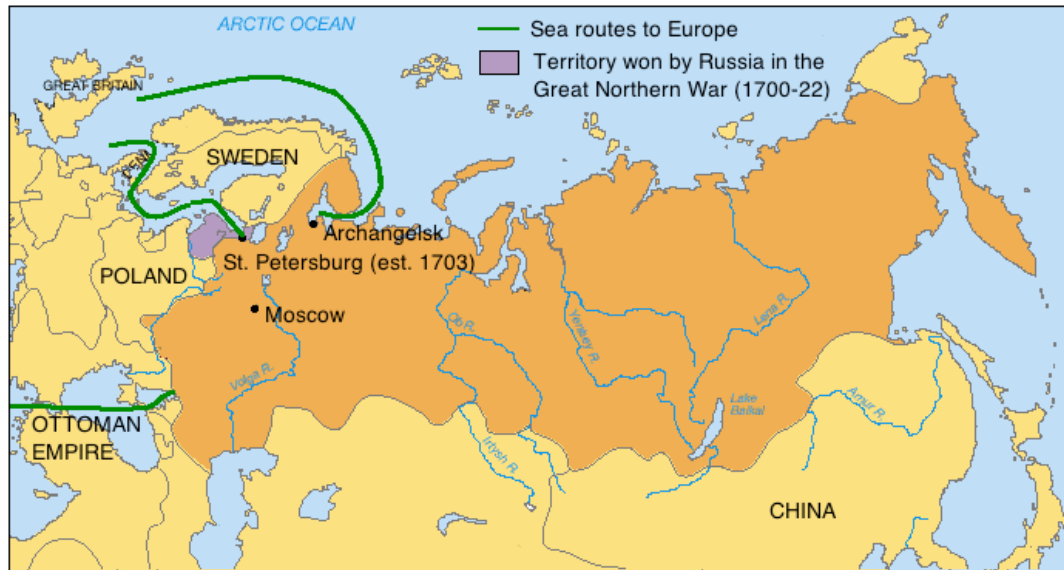 ARCTIC OCEAN
Sea routes to Europe
Territory won by Russia in the
Great Northern War (1700-22)
GREAT BRITAIN
DENM
SWEDEN
Archangelsk
St. Petersburg (est. 1703)
POLAND
Moscow
Ob R.
Yenisey R.
Lena R.
Volga R.
Lake
Baikal
Amur R.
OTTOMAN
EMPIRE
Irtysh R.
CHINA